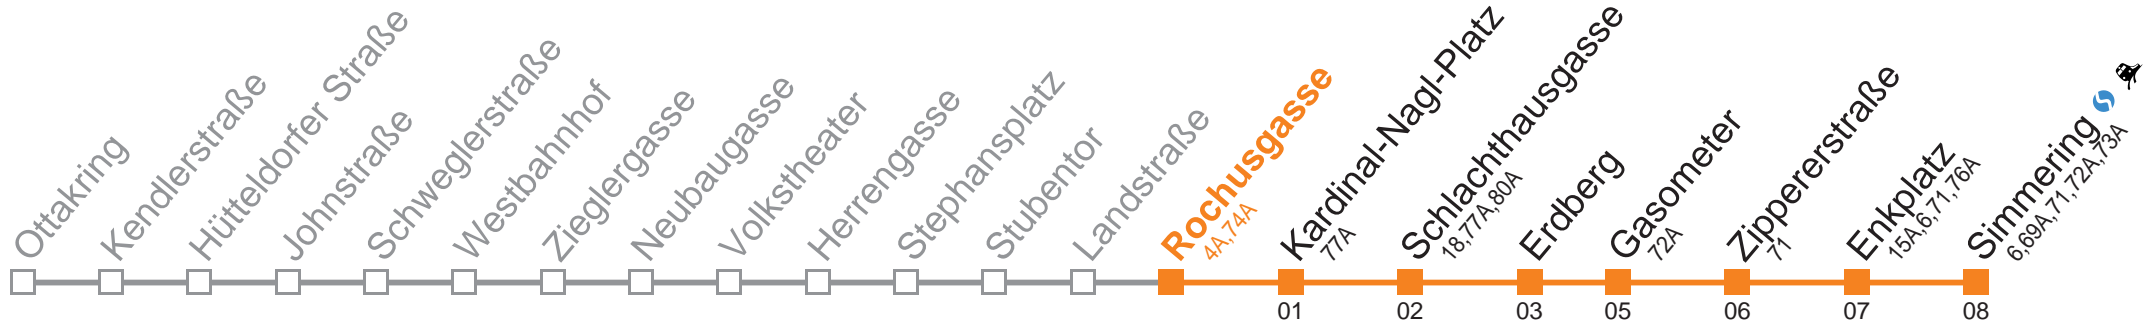 Ottakring
Kendlerstraße
Hütteldorfer Straße
Johnstraße
Schweglerstraße
Westbahnhof
Zieglergasse
Neubaugasse
Volkstheater
Herrengasse
Stephansplatz
Stubentor
Landstraße
Rochusgasse
4A,74A
Kardinal-Nagl-Platz
77A
Schlachthausgasse
18,77A,80A
Erdberg
Gasometer
72A
Zippererstraße
71
Enkplatz
15A,6,71,76A
Simmering
6,69A,71,72A,73A
01 02 03 05 06 07 08